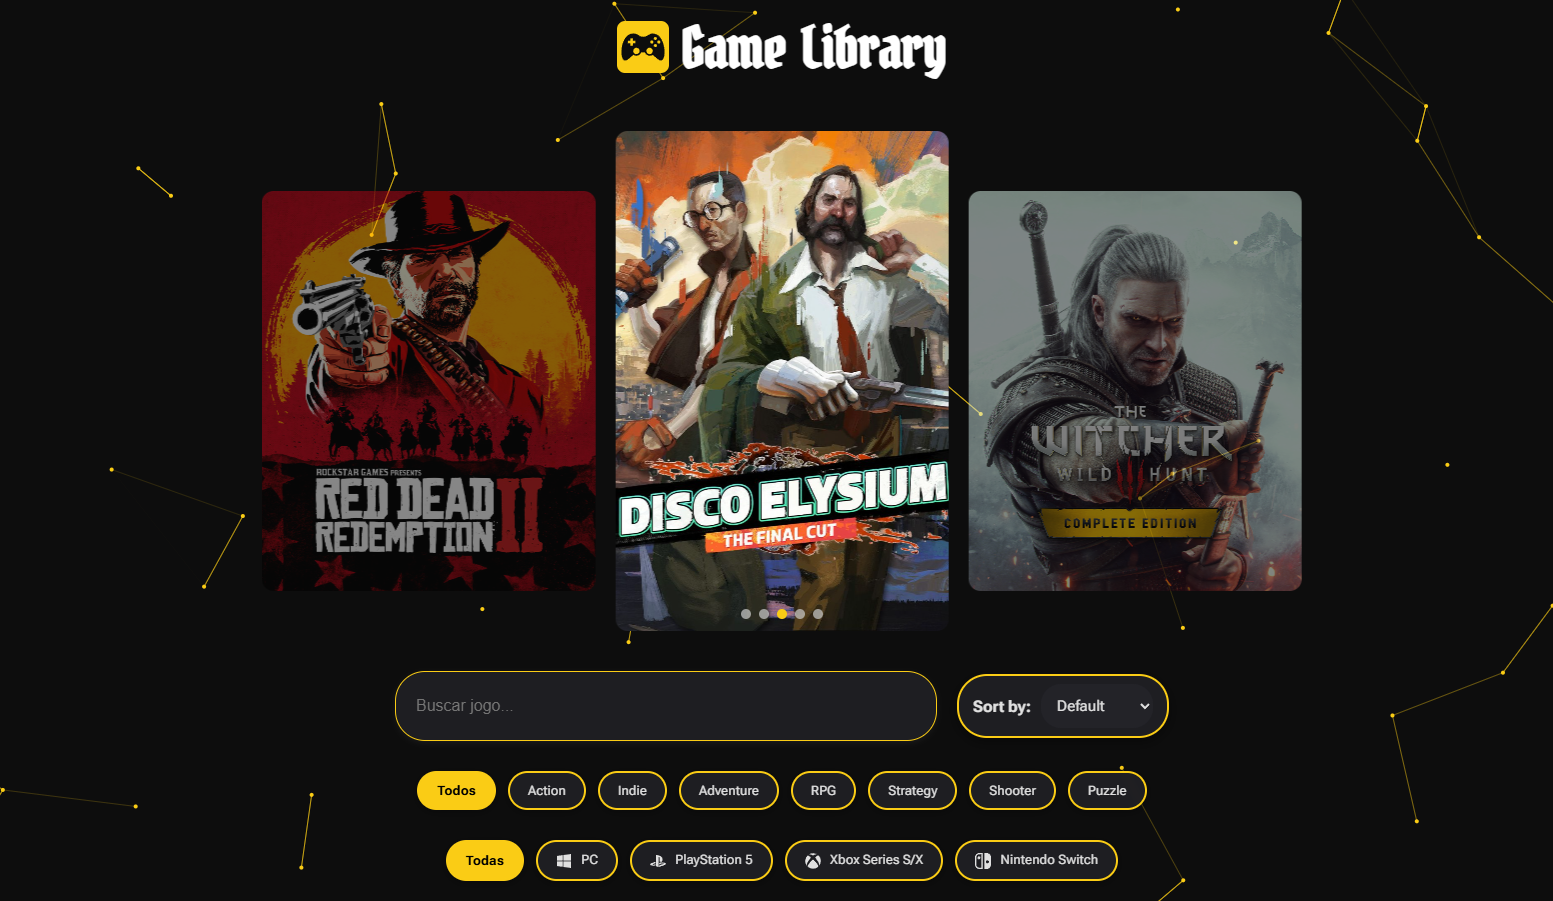 Game Library
ROCKSTAR GAMES PRESENTS
RED DEAD
REDEMPTION II
DISCO ELYSIUM
THE FINAL CUT
THE
WITCHER
WILD HUNT
COMPLETE EDITION
Buscar jogo...
Sort by: Default
Todos Action Indie Adventure RPG Strategy Shooter Puzzle
Todas PC PlayStation 5 Xbox Series S/X Nintendo Switch